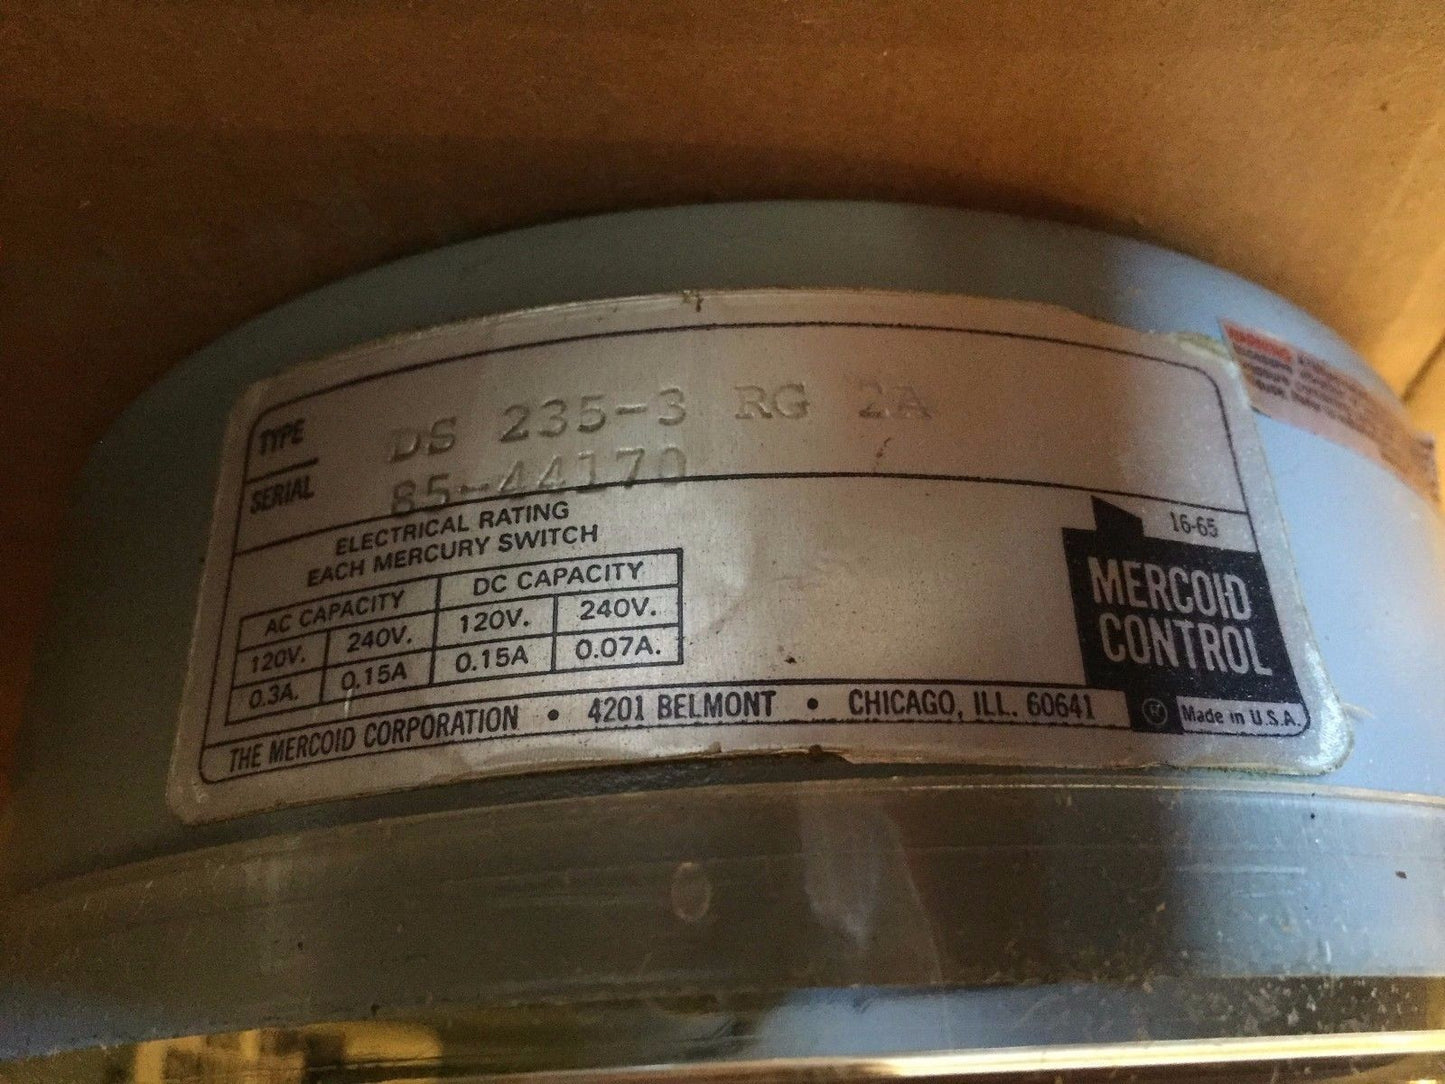 TYPE DS 235-3 RG 2A
SERIAL 85-44170
ELECTRICAL RATING
EACH MERCURY SWITCH
AC CAPACITY DC CAPACITY
120V. 240V. 120V. 240V.
0.3A. 0.15A 0.15A 0.07A.
16-65
MERCOID
CONTROL
® Made in U.S.A.
THE MERCOID CORPORATION • 4201 BELMONT • CHICAGO, ILL. 60641
WARNING